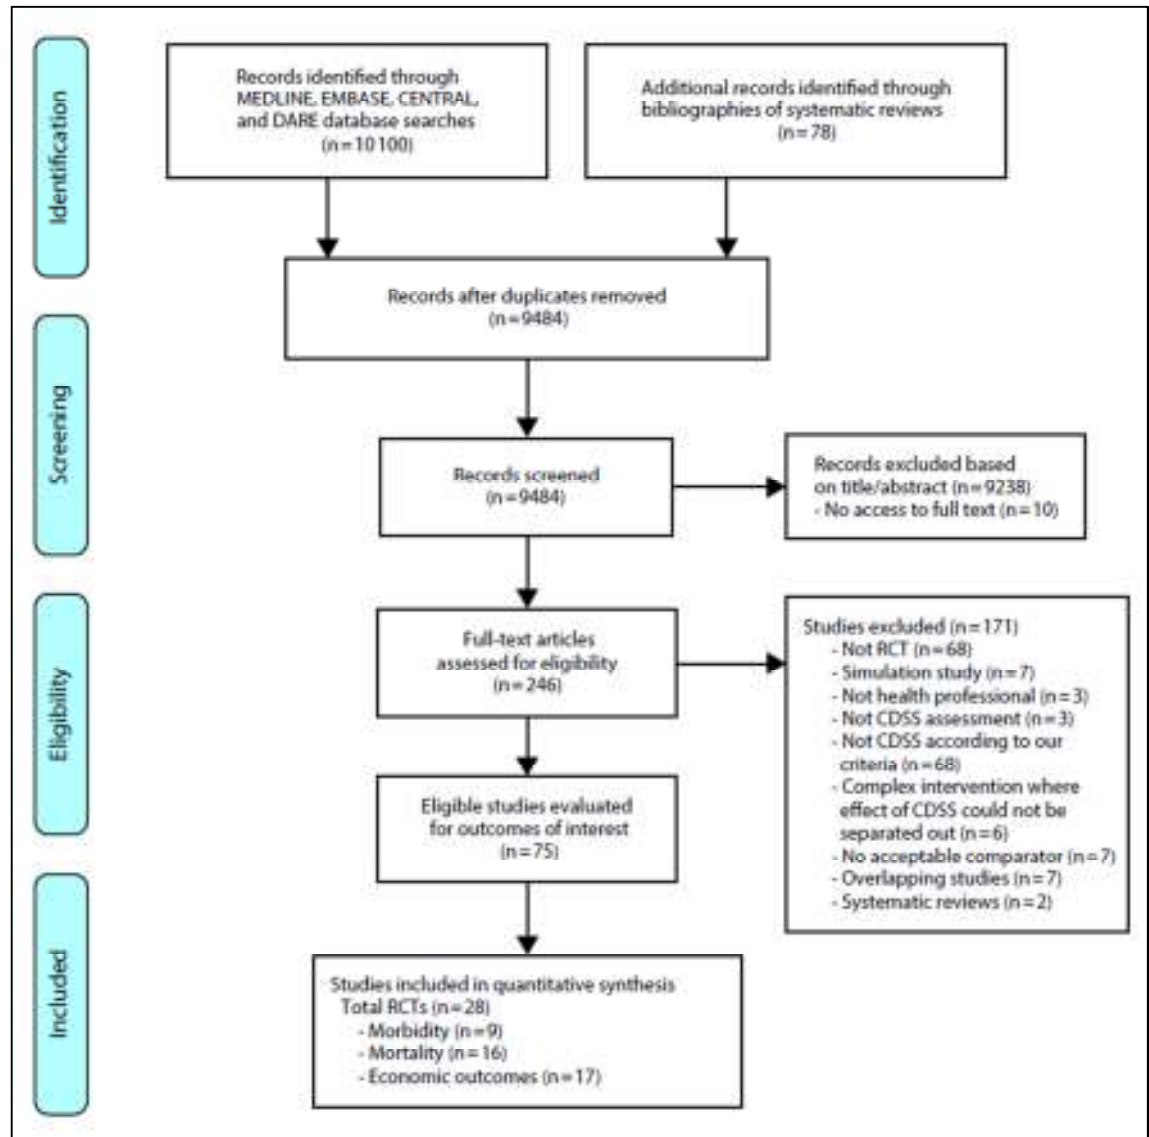 Identification
Records identified through
MEDLINE, EMBASE, CENTRAL,
and DARE database searches
(n=10100)
Additional records identified through
bibliographies of systematic reviews
(n=78)
Records after duplicates removed
(n=9484)
Screening
Records screened
(n=9484)
Records excluded based
on title/abstract (n=9238)
- No access to full text (n=10)
Eligibility
Full-text articles
assessed for eligibility
(n=246)
Studies excluded (n=171)
- Not RCT (n=68)
- Simulation study (n=7)
- Not health professional (n=3)
- Not CDSS assessment (n=3)
- Not CDSS according to our
criteria (n=68)
- Complex intervention where
effect of CDSS could not be
separated out (n=6)
- No acceptable comparator (n=7)
- Overlapping studies (n=7)
- Systematic reviews (n=2)
Eligible studies evaluated
for outcomes of interest
(n=75)
Included
Studies included in quantitative synthesis
Total RCTs (n=28)
- Morbidity (n=9)
- Mortality (n=16)
- Economic outcomes (n=17)